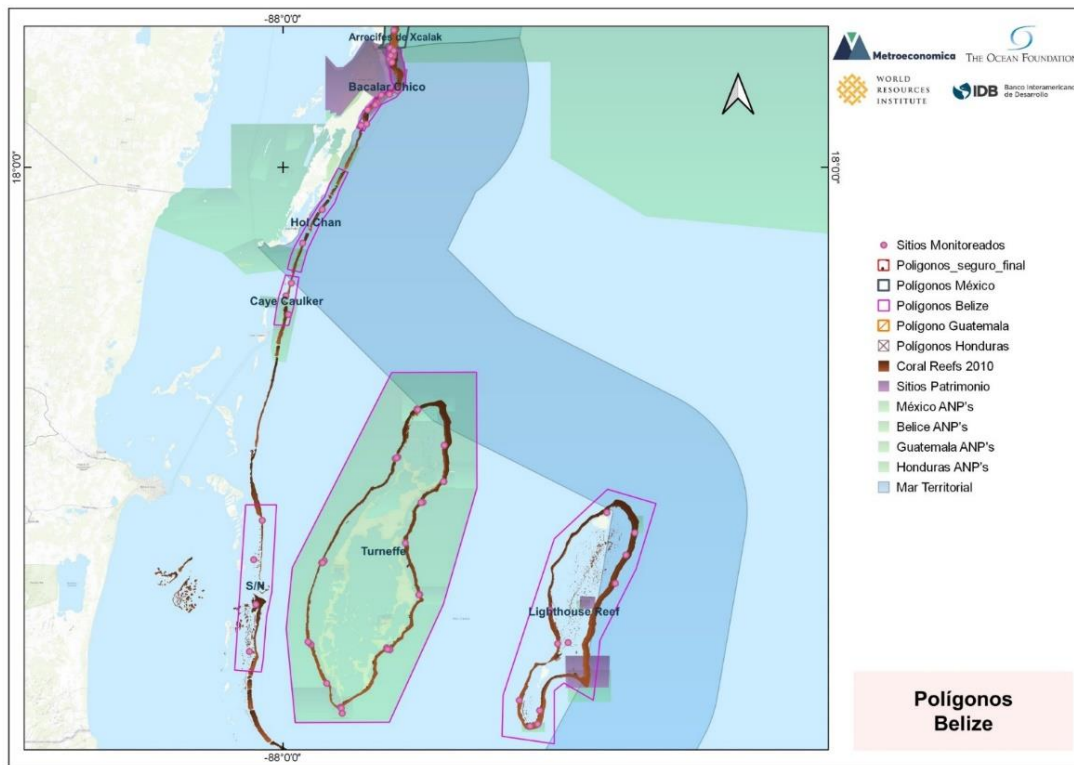 -88°0'0"
Arrecifes de Xcalak
Bacalar Chico
18°0'0"
18°0'0"
Hol Chan
Caye Caulker
Turneffe
S/N
Lighthouse Reef
-88°0'0"
Metroeconomica
THE OCEAN FOUNDATION
WORLD
RESOURCES
INSTITUTE
IDB
Banco Interamericano
de Desarrollo
Sitios Monitoreados
Poligonos_seguro_final
Polígonos México
Polígonos Belize
Polígono Guatemala
Polígonos Honduras
Coral Reefs 2010
Sitios Patrimonio
México ANP's
Belice ANP's
Guatemala ANP's
Honduras ANP's
Mar Territorial
Polígonos
Belize